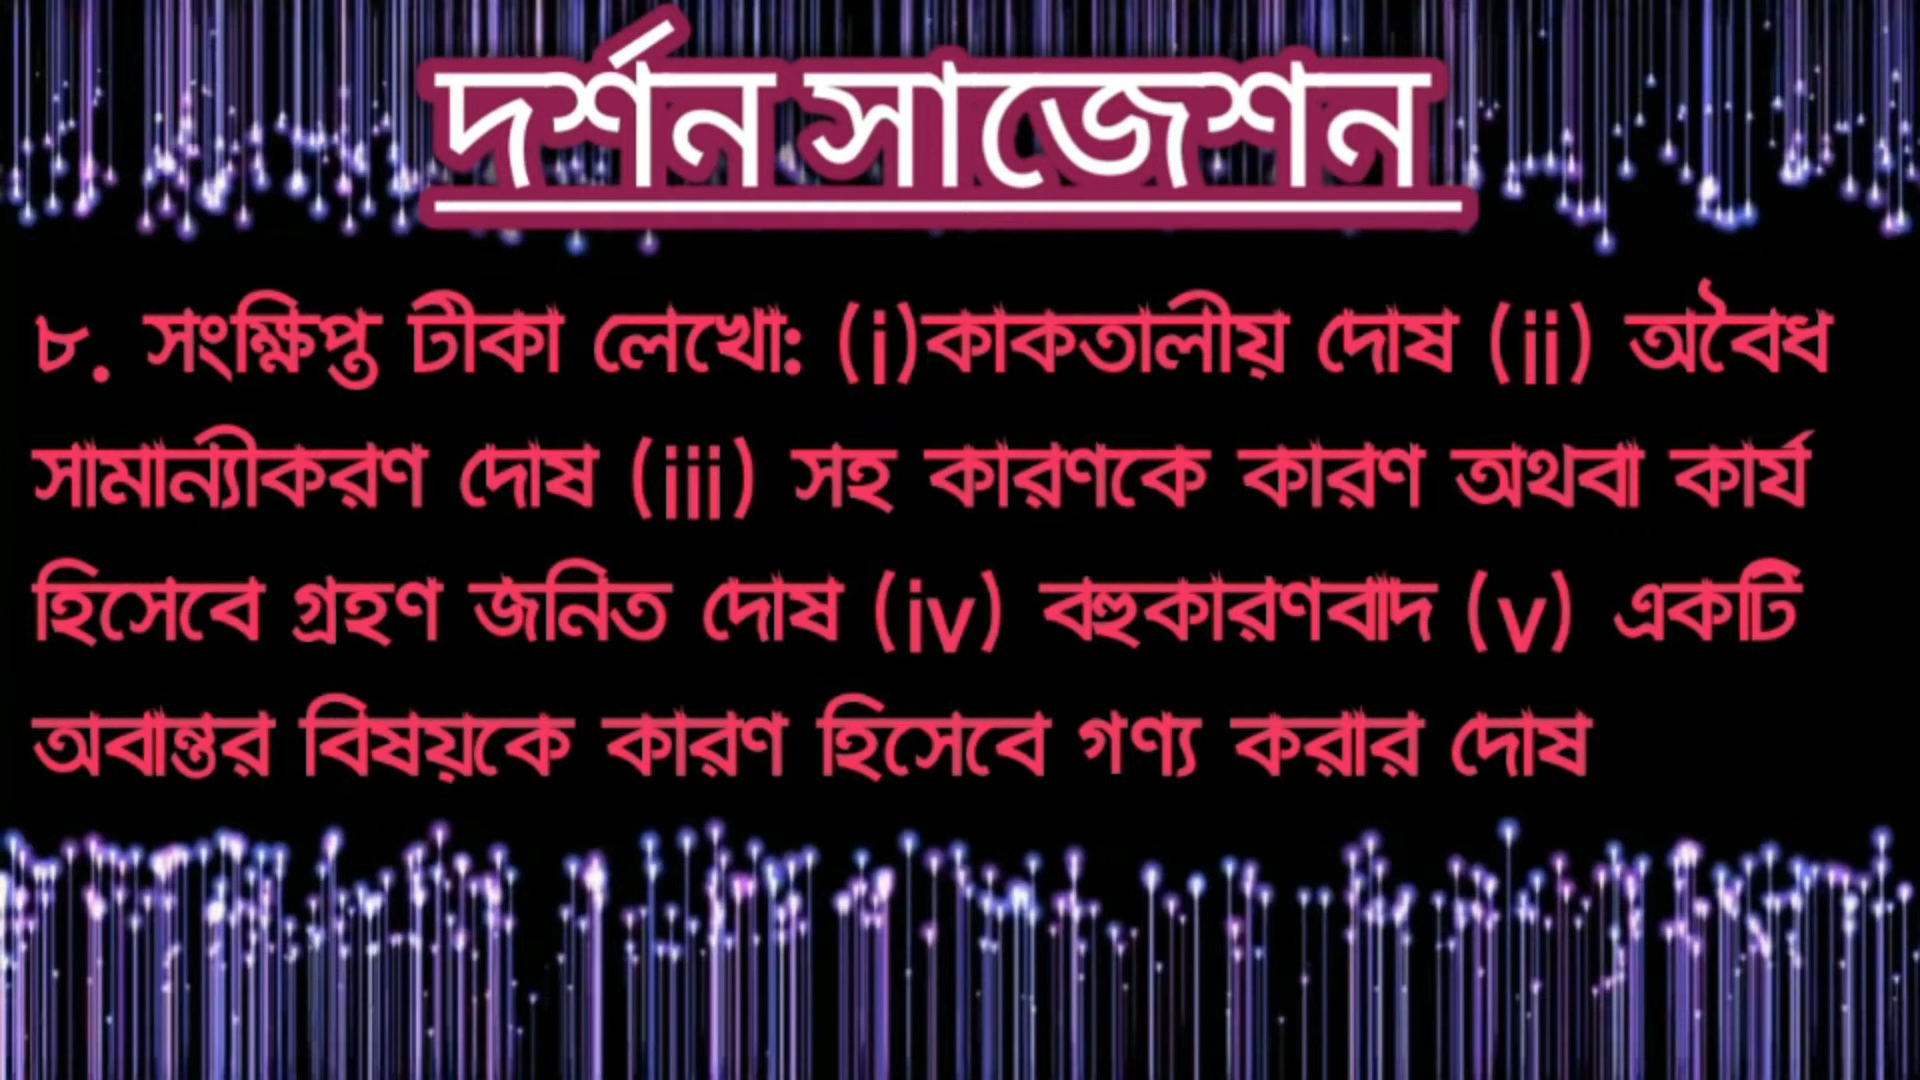 দর্শন সাজেশন
৮. সংক্ষিপ্ত টীকা লেখো: (i)কাকতালীয় দোষ (ii) অবৈধ
সামান্যীকরণ দোষ (iii) সহ কারণকে কারণ অথবা কার্য
হিসেবে গ্রহণ জনিত দোষ (iv) বহুকারণবাদ (v) একটি
অবান্তর বিষয়কে কারণ হিসেবে গণ্য করার দোষ